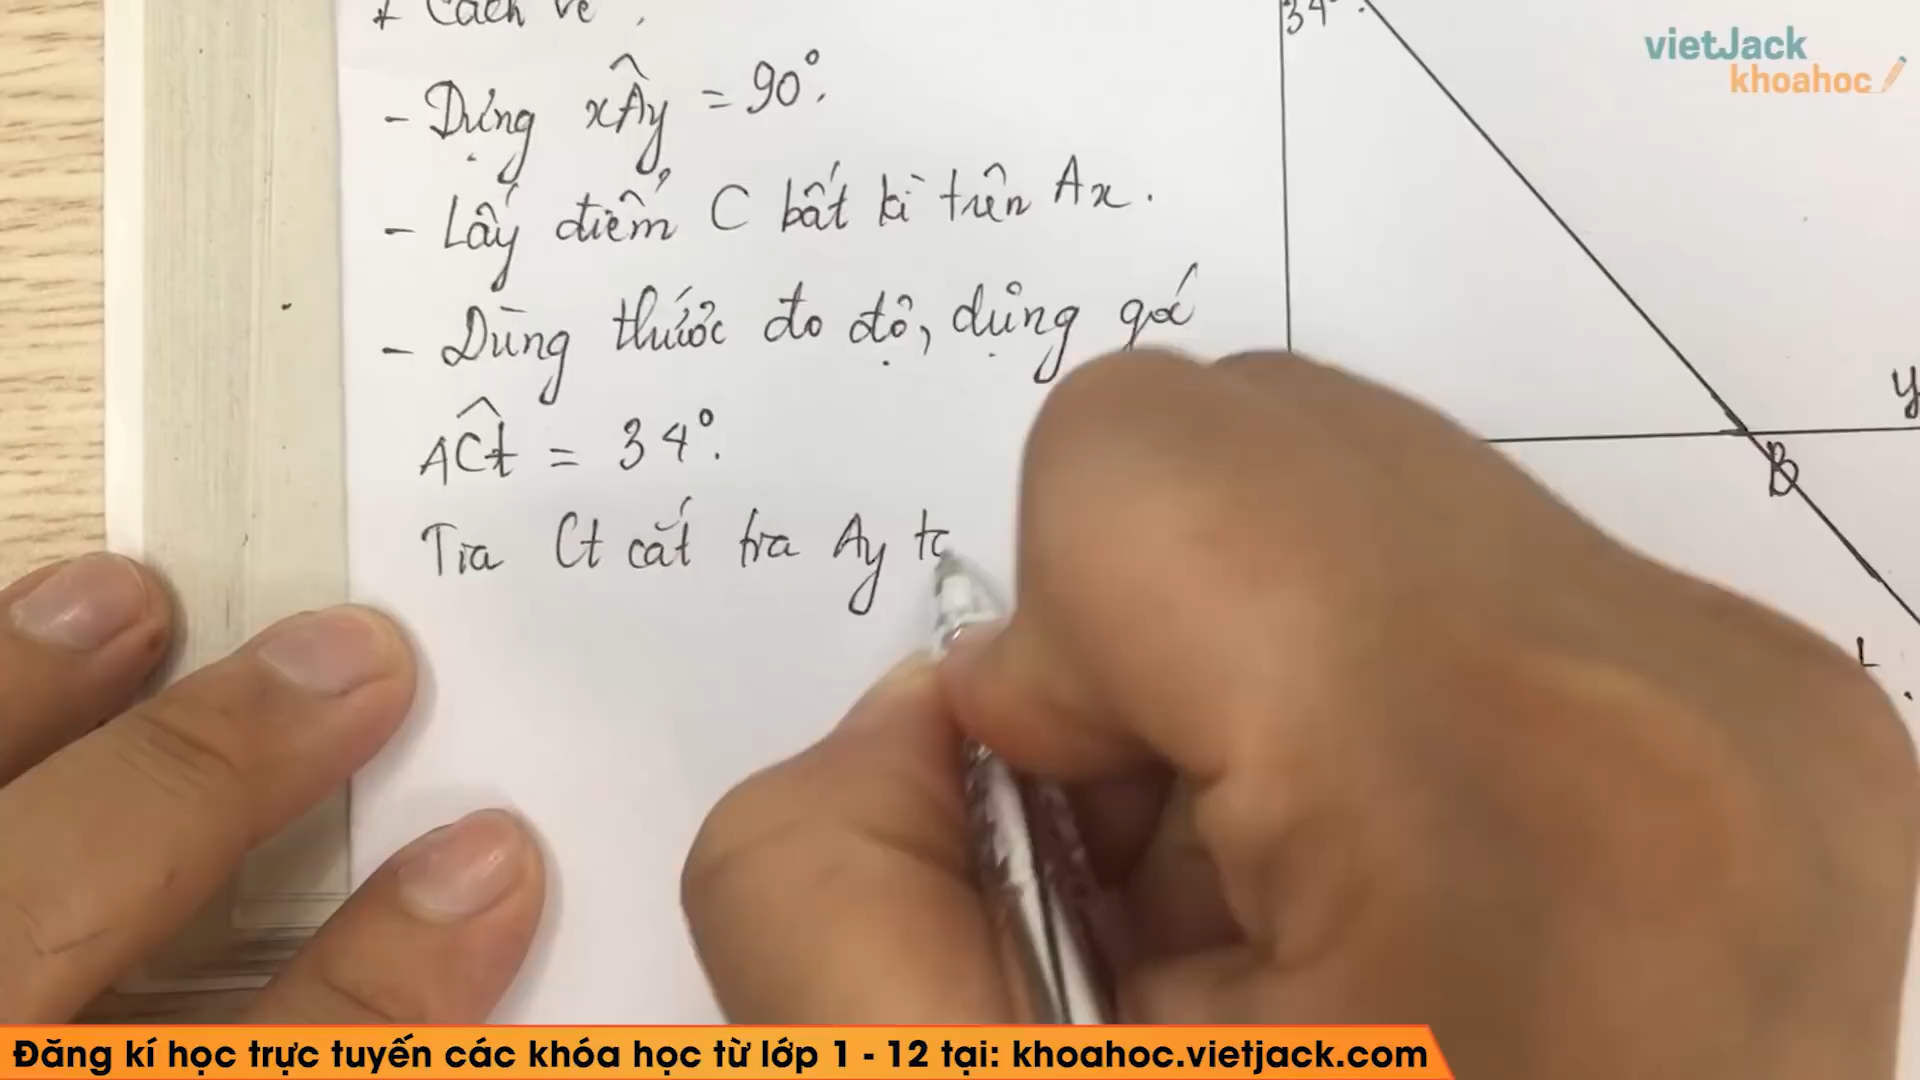 + Cách vẽ.
- Dựng xÂy = 90°.
- Lấy điểm C bất kì trên Ax.
- Dùng thước đo độ, dựng góc
AĈt = 34°.
Tia Ct cắt tia Ay tạ
34°
y
B
t
vietJack
khoahoc
Đăng kí học trực tuyến các khóa học từ lớp 1 - 12 tại: khoahoc.vietjack.com